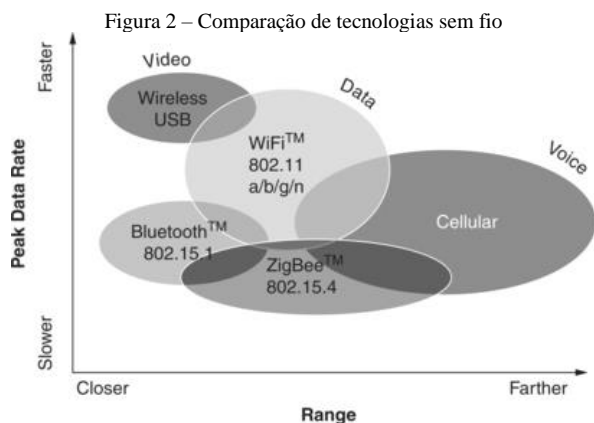 Figura 2 – Comparação de tecnologias sem fio
Faster
Peak Data Rate
Slower
Video
Wireless
USB
Data
WiFi™
802.11
a/b/g/n
Voice
Cellular
Bluetooth™
802.15.1
ZigBee™
802.15.4
Closer
Farther
Range